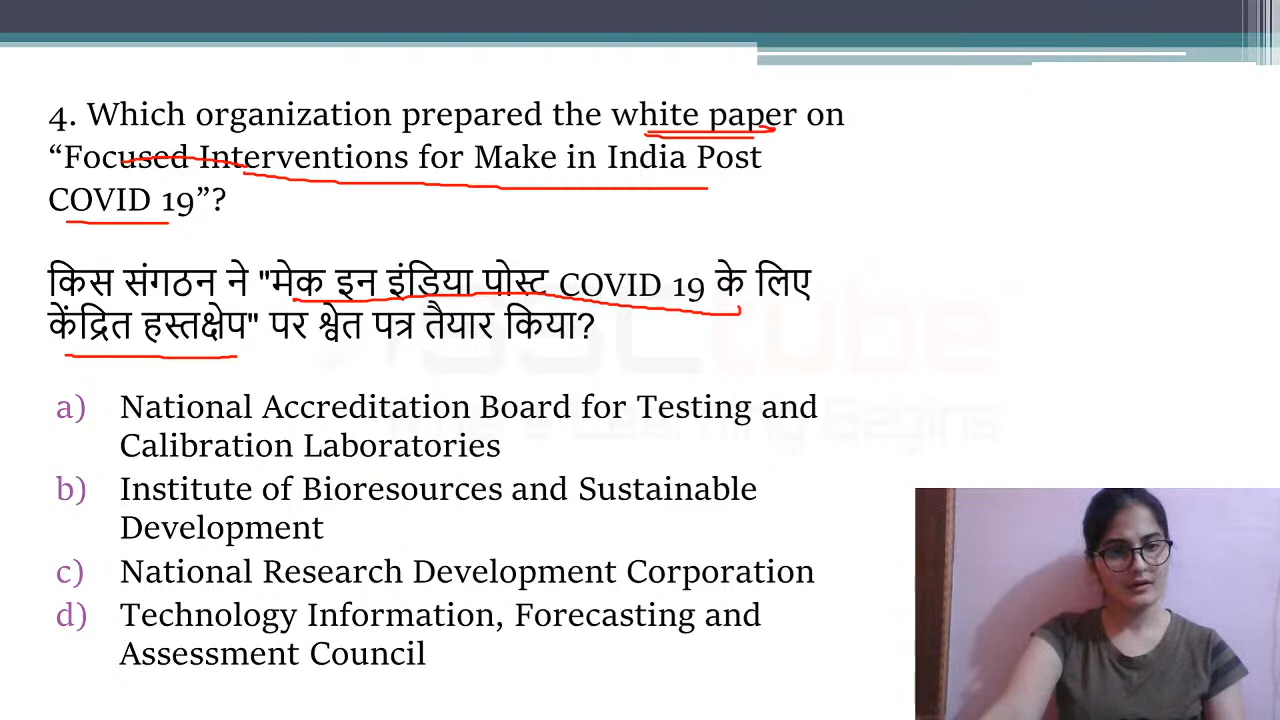 4. Which organization prepared the white paper on
“Focused Interventions for Make in India Post
COVID 19”?
किस संगठन ने "मेक इन इंडिया पोस्ट COVID 19 के लिए
केंद्रित हस्तक्षेप" पर श्वेत पत्र तैयार किया?
a) National Accreditation Board for Testing and
Calibration Laboratories
b) Institute of Bioresources and Sustainable
Development
c) National Research Development Corporation
d) Technology Information, Forecasting and
Assessment Council